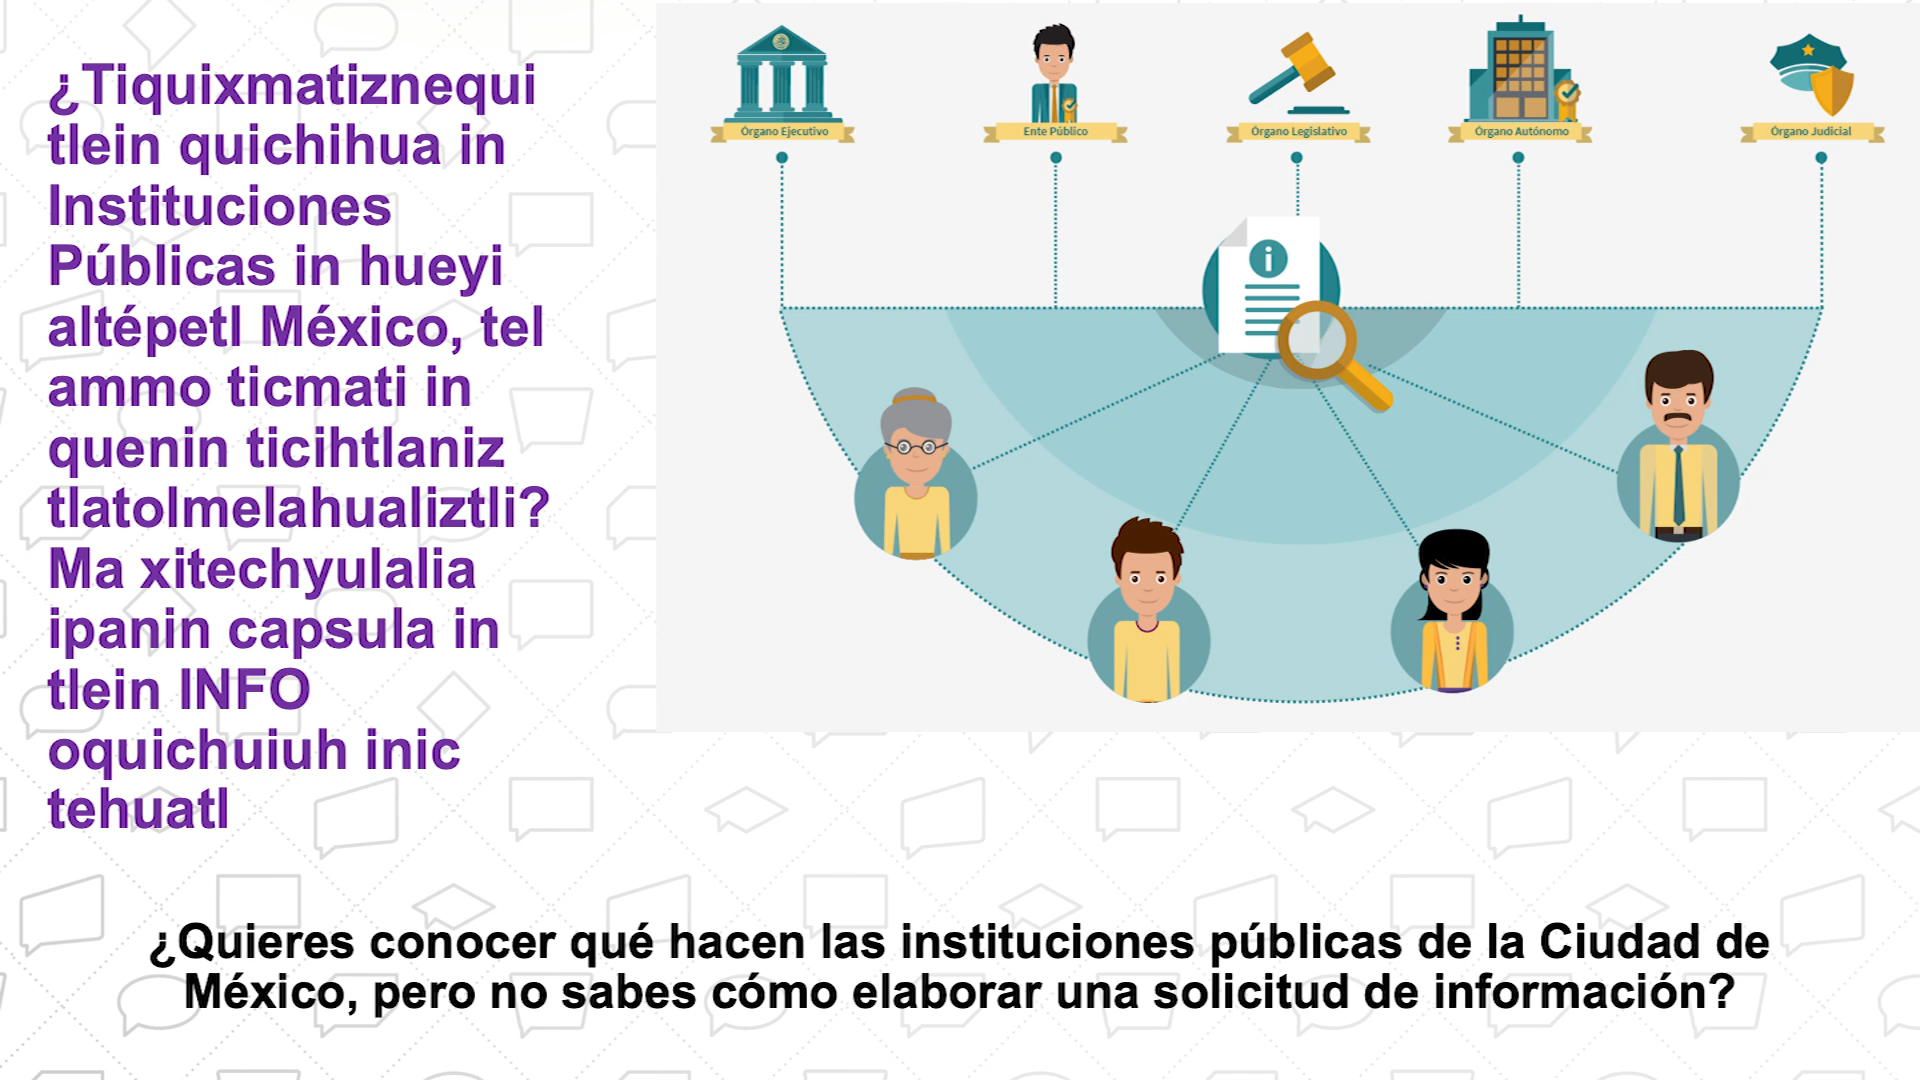 ¿Tiquixmatiznequi
tlein quichihua in
Instituciones
Públicas in hueyi
altépetl México, tel
ammo ticmati in
quenin ticihtlaniz
tlatolmelahualiztli?
Ma xitechyulalia
ipanin capsula in
tlein INFO
oquichuiuh inic
tehuatl
Órgano Ejecutivo
Ente Público
Órgano Legislativo
Órgano Autónomo
Órgano Judicial
i
¿Quieres conocer qué hacen las instituciones públicas de la Ciudad de
México, pero no sabes cómo elaborar una solicitud de información?